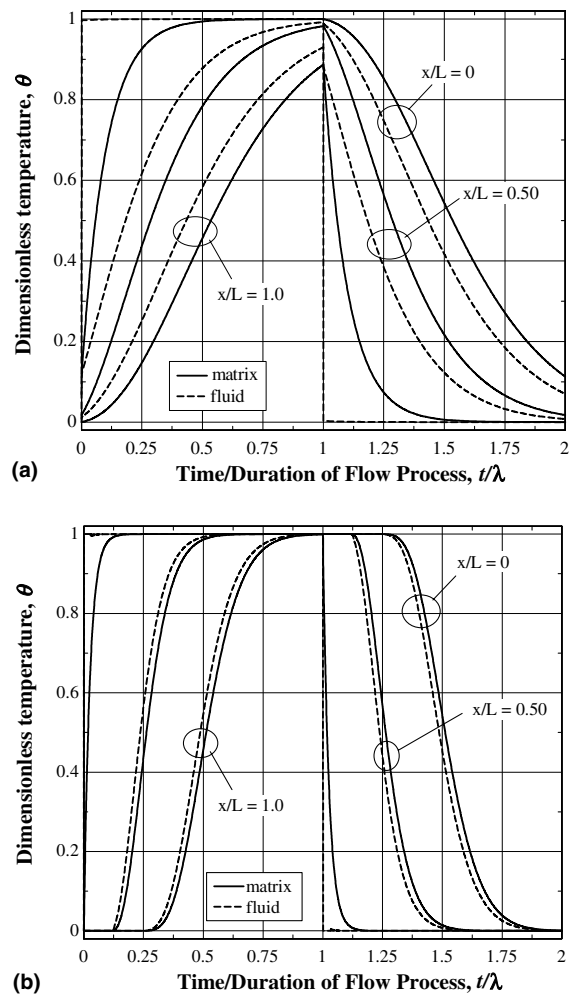 1
0.8
0.6
0.4
0.2
0
Dimensionless temperature, θ
x/L = 0
x/L = 0.50
x/L = 1.0
matrix
fluid
0 0.25 0.5 0.75 1 1.25 1.5 1.75 2
(a)
Time/Duration of Flow Process, t/λ
1
0.8
0.6
0.4
0.2
0
Dimensionless temperature, θ
x/L = 0
x/L = 0.50
x/L = 1.0
matrix
fluid
0 0.25 0.5 0.75 1 1.25 1.5 1.75 2
(b)
Time/Duration of Flow Process, t/λ